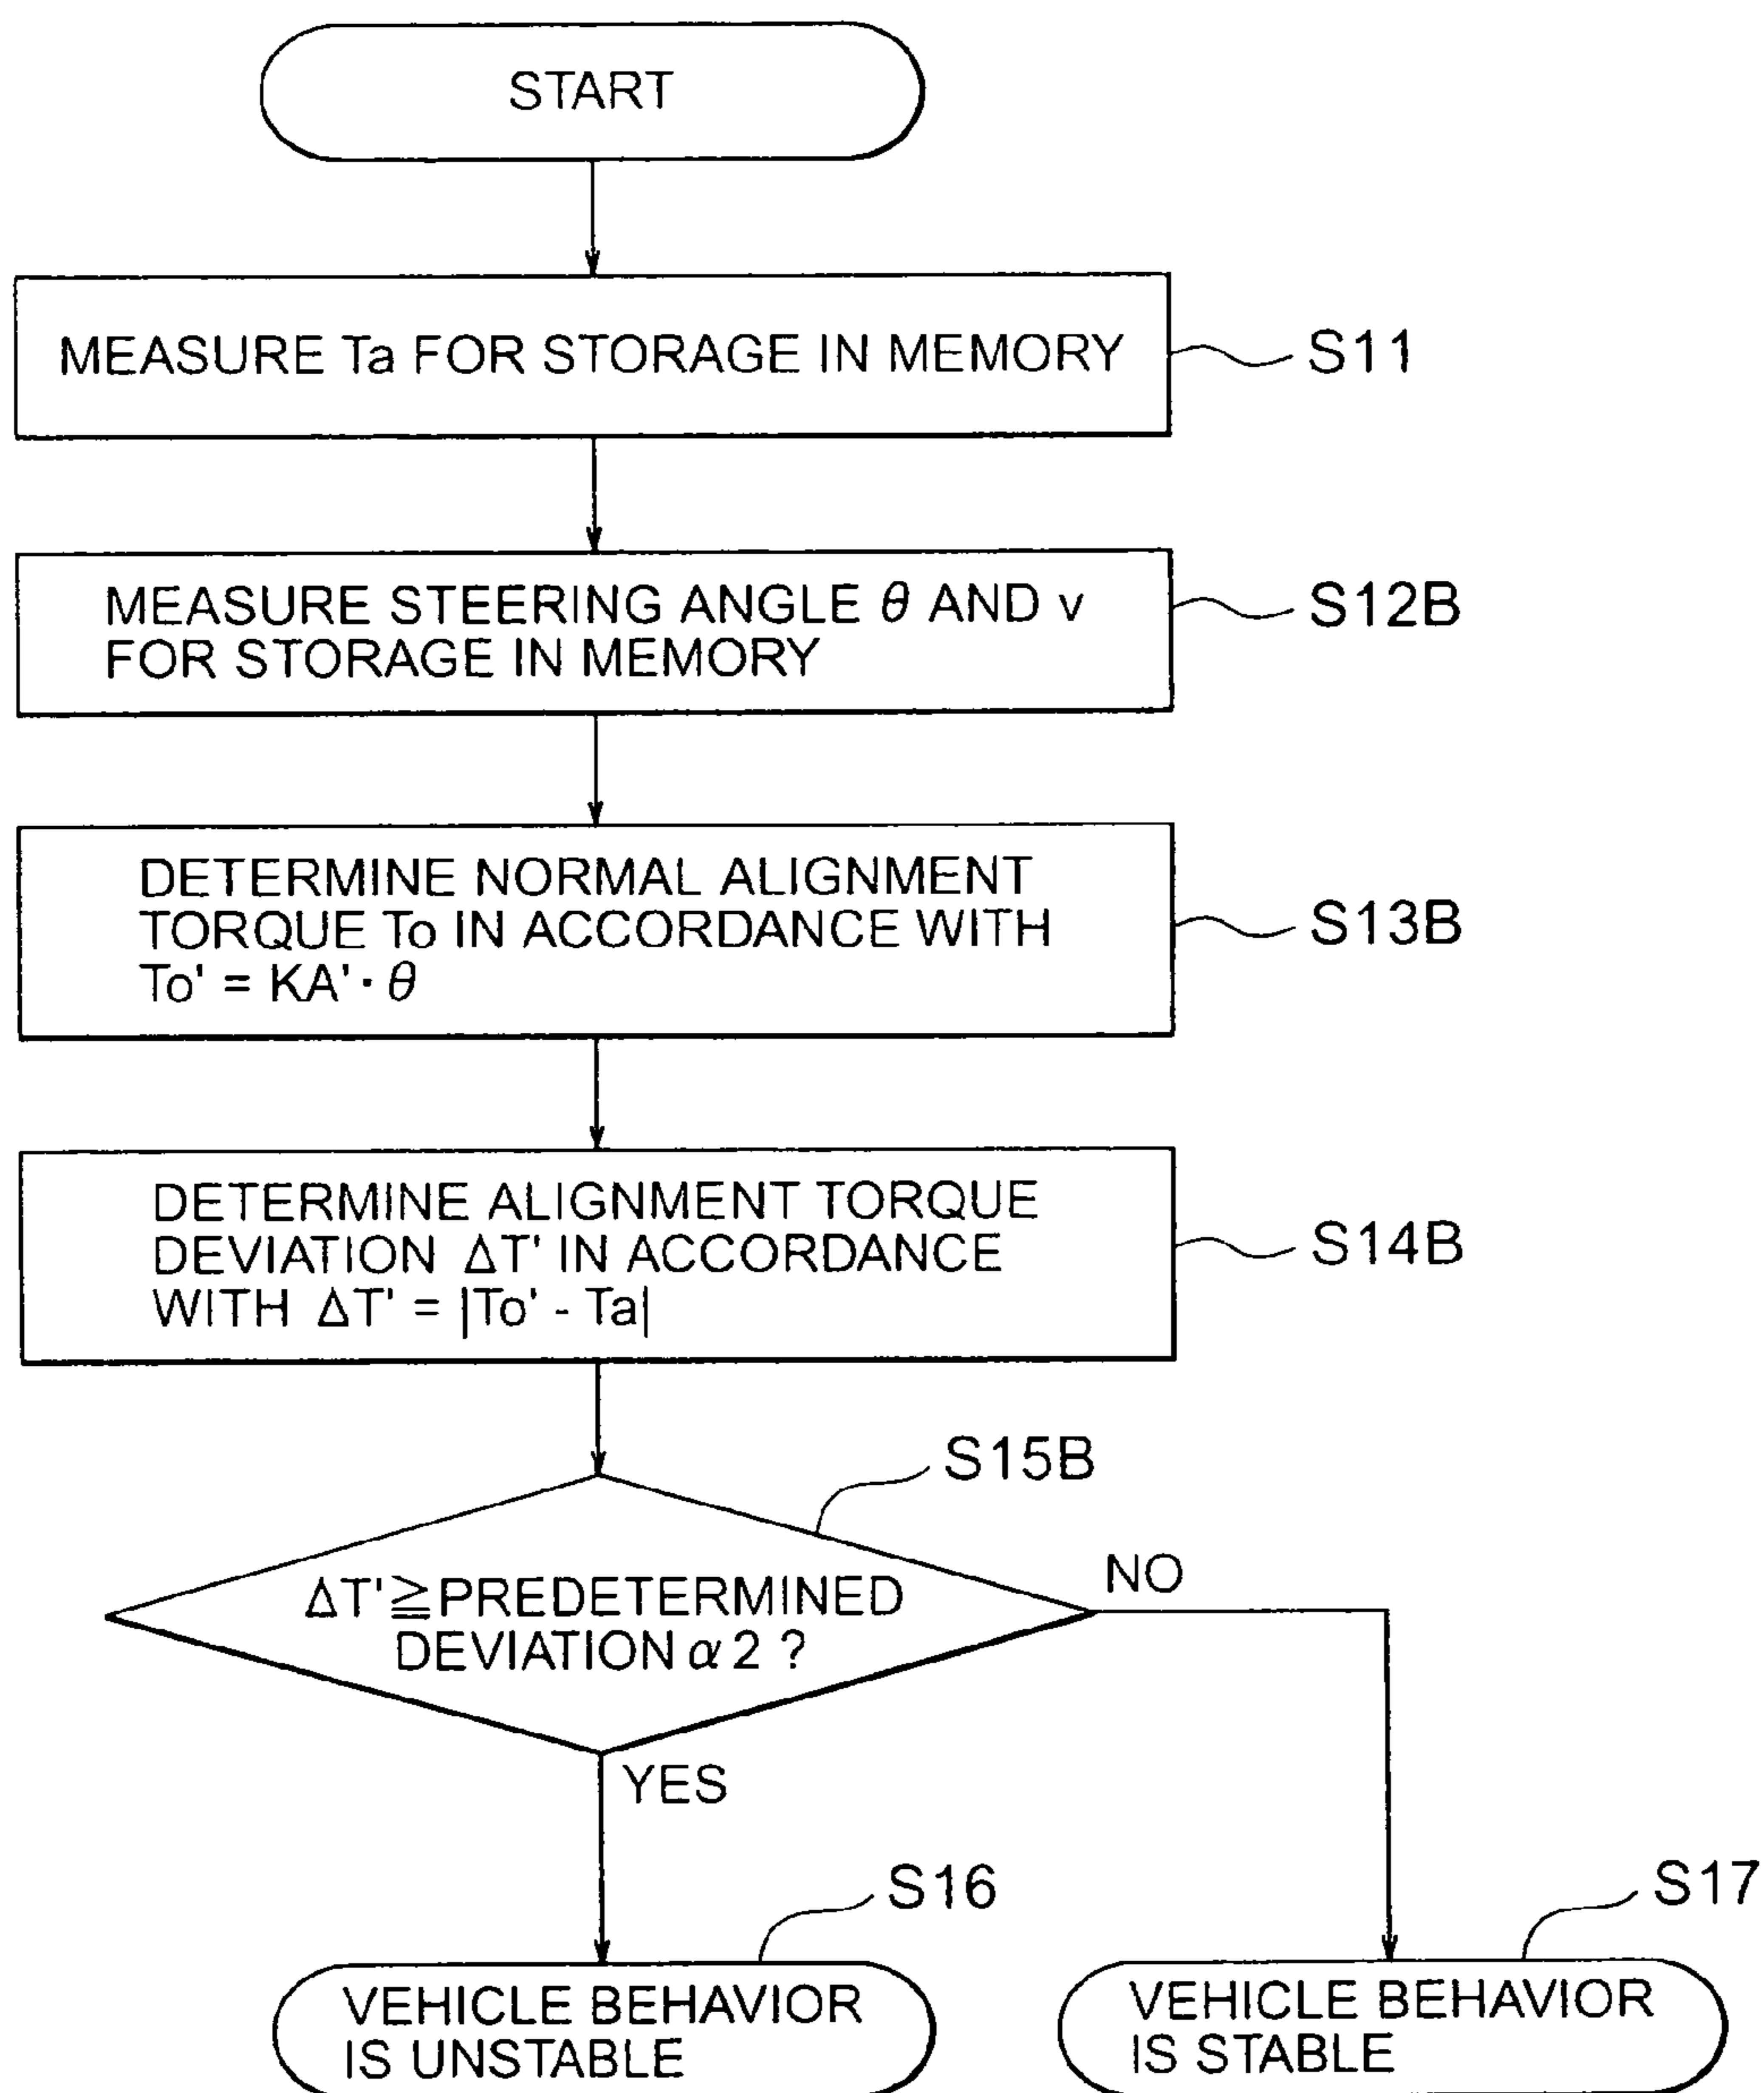 START
MEASURE Ta FOR STORAGE IN MEMORY
S11
MEASURE STEERING ANGLE θ AND v
FOR STORAGE IN MEMORY
S12B
DETERMINE NORMAL ALIGNMENT
TORQUE To IN ACCORDANCE WITH
To' = KA' · θ
S13B
DETERMINE ALIGNMENT TORQUE
DEVIATION ΔT' IN ACCORDANCE
WITH ΔT' = |To' - Ta|
S14B
S15B
ΔT' ≧ PREDETERMINED
DEVIATION α 2 ?
NO
YES
S16
VEHICLE BEHAVIOR
IS UNSTABLE
S17
VEHICLE BEHAVIOR
IS STABLE